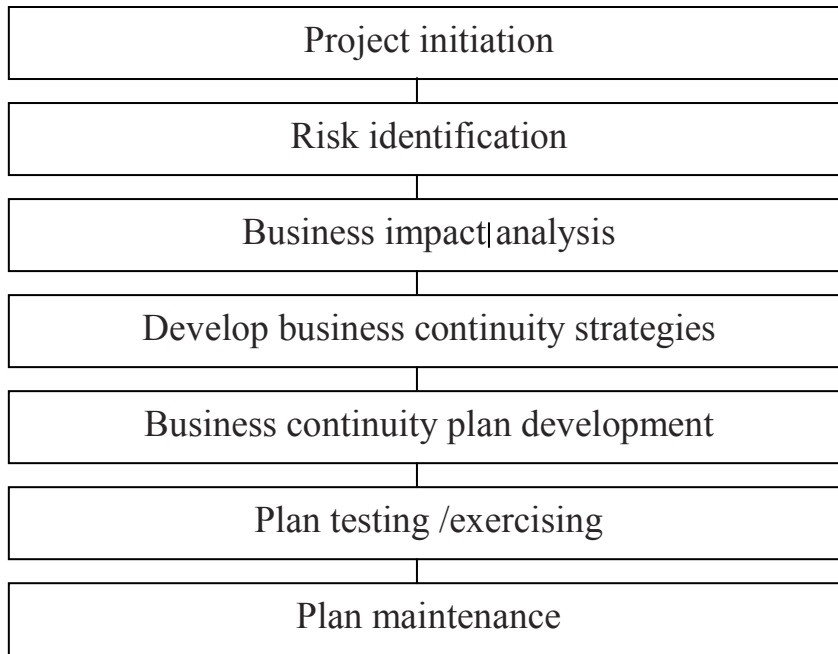 Project initiation
Risk identification
Business impact analysis
Develop business continuity strategies
Business continuity plan development
Plan testing /exercising
Plan maintenance